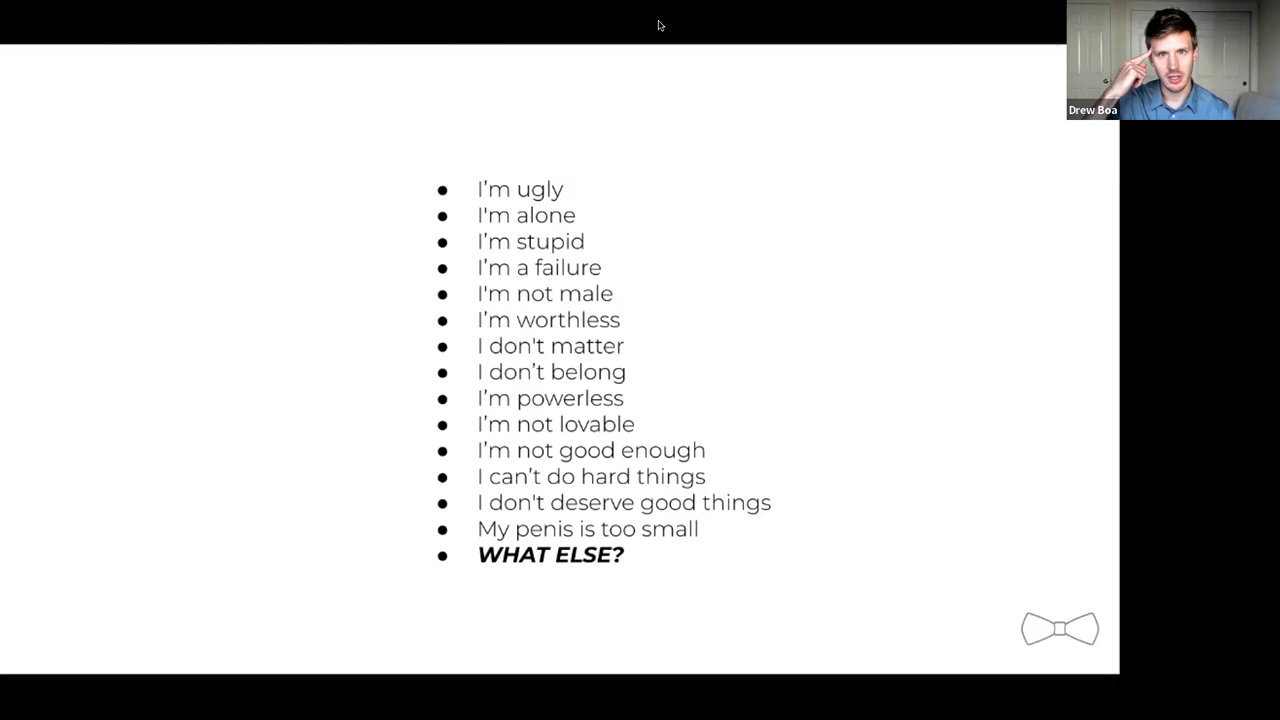 Drew Boa
• I’m ugly
• I'm alone
• I’m stupid
• I’m a failure
• I'm not male
• I’m worthless
• I don't matter
• I don’t belong
• I’m powerless
• I’m not lovable
• I’m not good enough
• I can’t do hard things
• I don't deserve good things
• My penis is too small
• WHAT ELSE?